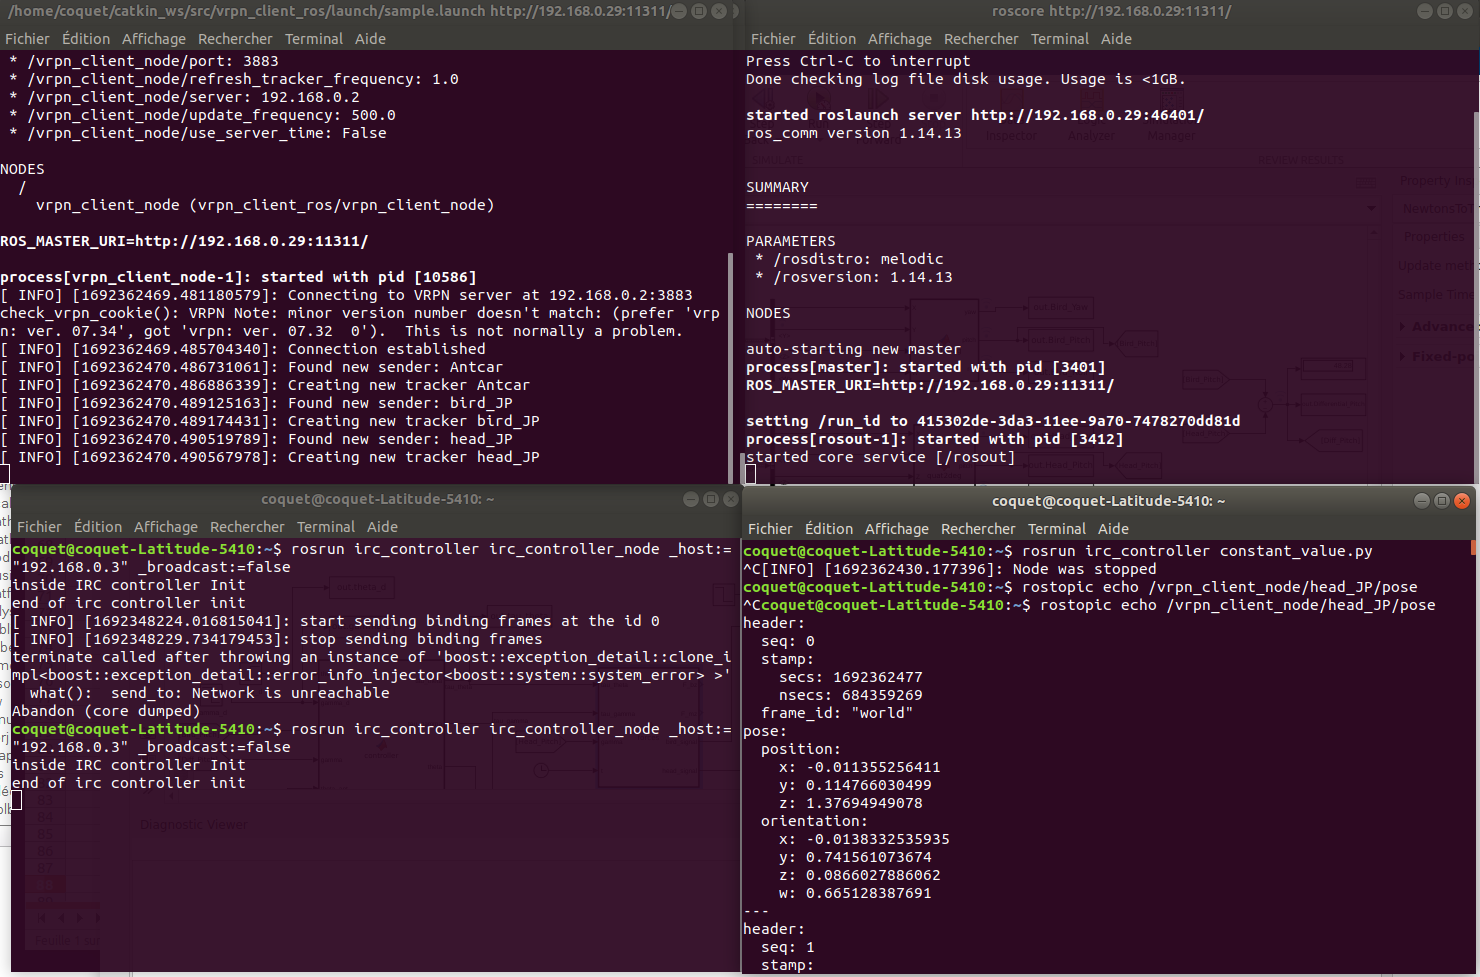 /home/coquet/catkin_ws/src/vrpn_client_ros/launch/sample.launch http://192.168.0.29:11311/
Fichier Édition Affichage Rechercher Terminal Aide
* /vrpn_client_node/port: 3883
* /vrpn_client_node/refresh_tracker_frequency: 1.0
* /vrpn_client_node/server: 192.168.0.2
* /vrpn_client_node/update_frequency: 500.0
* /vrpn_client_node/use_server_time: False
NODES
/
vrpn_client_node (vrpn_client_ros/vrpn_client_node)
ROS_MASTER_URI=http://192.168.0.29:11311/
process[vrpn_client_node-1]: started with pid [10586]
[ INFO] [1692362469.481180579]: Connecting to VRPN server at 192.168.0.2:3883
check_vrpn_cookie(): VRPN Note: minor version number doesn't match: (prefer 'vrp
n: ver. 07.34', got 'vrpn: ver. 07.32  0').  This is not normally a problem.
[ INFO] [1692362469.485704340]: Connection established
[ INFO] [1692362470.486731061]: Found new sender: Antcar
[ INFO] [1692362470.486886339]: Creating new tracker Antcar
[ INFO] [1692362470.489125163]: Found new sender: bird_JP
[ INFO] [1692362470.489174431]: Creating new tracker bird_JP
[ INFO] [1692362470.490519789]: Found new sender: head_JP
[ INFO] [1692362470.490567978]: Creating new tracker head_JP
roscore http://192.168.0.29:11311/
Fichier Édition Affichage Rechercher Terminal Aide
Press Ctrl-C to interrupt
Done checking log file disk usage. Usage is <1GB.
started roslaunch server http://192.168.0.29:46401/
ros_comm version 1.14.13
Inspector Analyzer Manager
SIMULATE REVIEW RESULTS
SUMMARY
========
PARAMETERS
* /rosdistro: melodic
* /rosversion: 1.14.13
NODES
auto-starting new master
process[master]: started with pid [3401]
ROS_MASTER_URI=http://192.168.0.29:11311/
setting /run_id to 415302de-3da3-11ee-9a70-7478270dd81d
process[rosout-1]: started with pid [3412]
started core service [/rosout]
Properties
Sample Time
coquet@coquet-Latitude-5410: ~
Fichier Édition Affichage Rechercher Terminal Aide
coquet@coquet-Latitude-5410:~$ rosrun irc_controller irc_controller_node _host:=
"192.168.0.3" _broadcast:=false
inside IRC controller Init
end of irc controller init
[ INFO] [1692348224.016815041]: start sending binding frames at the id 0
[ INFO] [1692348229.734179453]: stop sending binding frames
terminate called after throwing an instance of 'boost::exception_detail::clone_i
mpl<boost::exception_detail::error_info_injector<boost::system::system_error> >'
what():  send_to: Network is unreachable
Abandon (core dumped)
coquet@coquet-Latitude-5410:~$ rosrun irc_controller irc_controller_node _host:=
"192.168.0.3" _broadcast:=false
inside IRC controller Init
end of irc controller init
Diagnostic Viewer
coquet@coquet-Latitude-5410: ~
Fichier Édition Affichage Rechercher Terminal Aide
coquet@coquet-Latitude-5410:~$ rosrun irc_controller constant_value.py
^C[INFO] [1692362430.177396]: Node was stopped
coquet@coquet-Latitude-5410:~$ rostopic echo /vrpn_client_node/head_JP/pose
^Ccoquet@coquet-Latitude-5410:~$ rostopic echo /vrpn_client_node/head_JP/pose
header:
seq: 0
stamp:
secs: 1692362477
nsecs: 684359269
frame_id: "world"
pose:
position:
x: -0.011355256411
y: 0.114766030499
z: 1.37694949078
orientation:
x: -0.0138332535935
y: 0.741561073674
z: 0.0866027886062
w: 0.665128387691
---
header:
seq: 1
stamp: